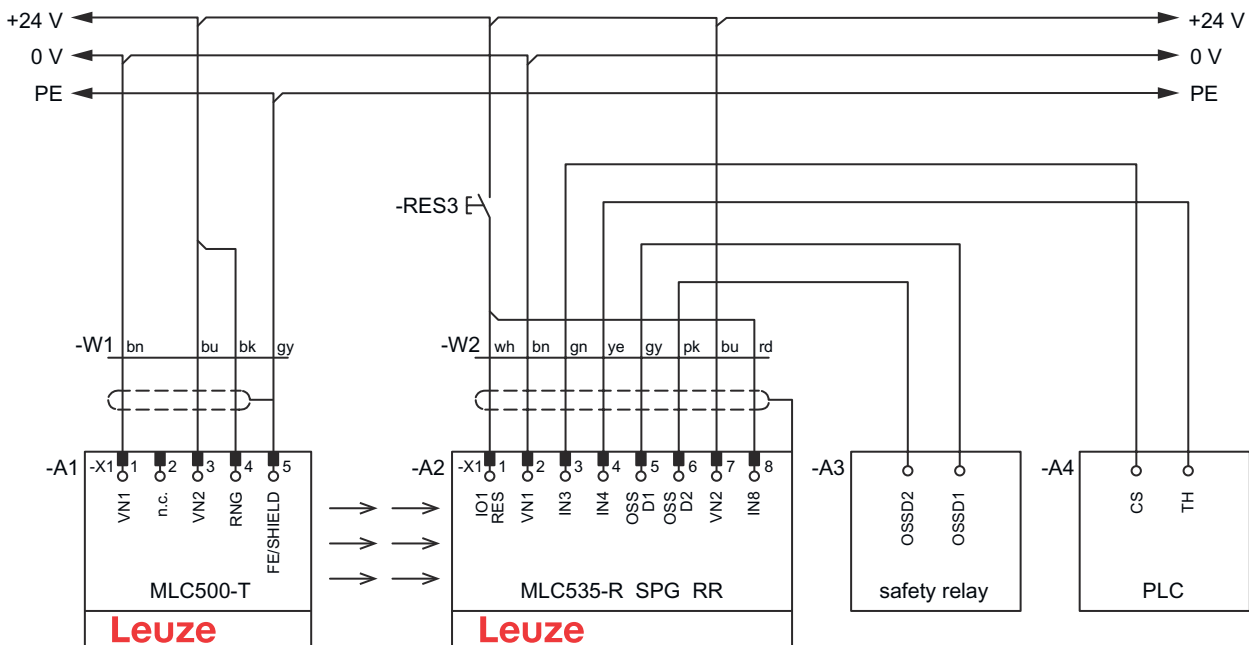 +24 V +24 V
0 V 0 V
PE PE
-RES3
-W1 bn bu bk gy -W2 wh bn gn ye gy pk bu rd
-A1 -X1 1 2 3 4 5 -A2 -X1 1 2 3 4 5 6 7 8 -A3 -A4
VN1 n.c. VN2 RNG FE/SHIELD
IO1 RES VN1 IN3 IN4 OSS D1 OSS D2 VN2 IN8
OSSD2 OSSD1
CS TH
MLC500-T MLC535-R SPG RR safety relay PLC
Leuze Leuze